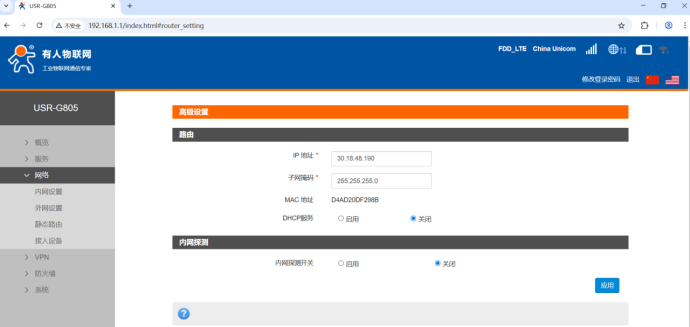 USR-G805
不安全 192.168.1.1/index.html#router_setting
有人物联网
工业物联网通信专家
FDD_LTE China Unicom
修改登录密码 退出
USR-G805
概览
服务
网络
内网设置
外网设置
静态路由
接入设备
VPN
防火墙
系统
高级设置
路由
IP 地址 *
30.18.48.190
子网掩码 *
255.255.255.0
MAC 地址 D4AD20DF298B
DHCP服务 启用 关闭
内网探测
内网探测开关 启用 关闭
应用